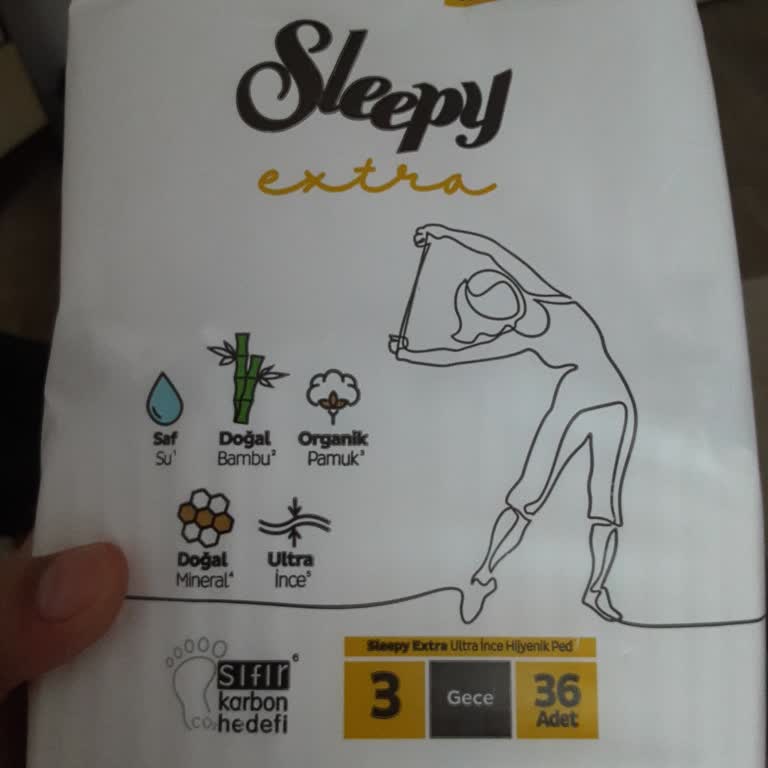 Sleepy
extra
Saf
Su¹
Doğal
Bambu²
Organik
Pamuk³
Doğal
Mineral⁴
Ultra
İnce⁵
sıfır⁶
karbon
CO₂ hedefi
Sleepy Extra Ultra İnce Hijyenik Ped
3
Gece
36
Adet